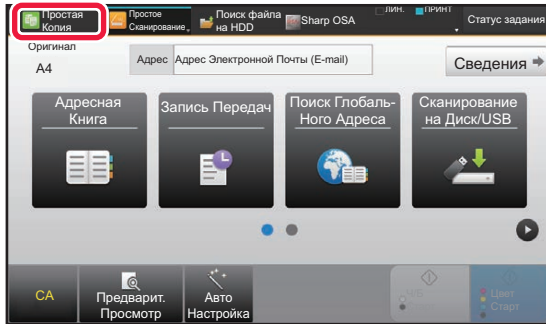 Простая
Копия
Простое
Сканирование
Поиск файла
на HDD
Sharp OSA
ЛИН.
ПРИНТ
Статус задания
Оригинал
A4
Адрес
Адрес Электронной Почты (E-mail)
Сведения
Адресная
Книга
Запись Передач
Поиск Глобаль-
Ного Адреса
Сканирование
на Диск/USB
CA
Предварит.
Просмотр
Авто
Настройка
Ч/Б
Старт
Цвет
Старт